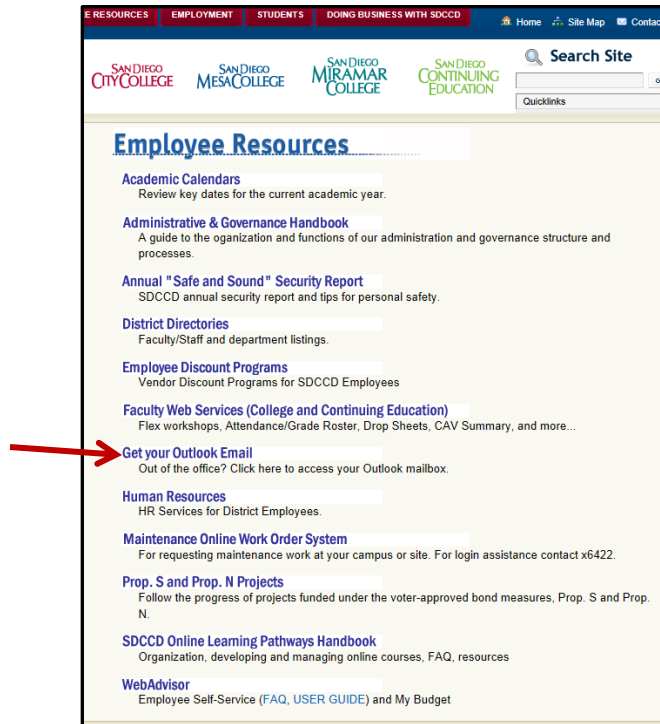 E RESOURCES EMPLOYMENT STUDENTS DOING BUSINESS WITH SDCCD Home Site Map Contac
SAN DIEGO CITY COLLEGE
SAN DIEGO MESA COLLEGE
SAN DIEGO MIRAMAR COLLEGE
SAN DIEGO CONTINUING EDUCATION
Search Site
Quicklinks
Employee Resources
Academic Calendars
Review key dates for the current academic year.
Administrative & Governance Handbook
A guide to the oganization and functions of our administration and governance structure and
processes.
Annual "Safe and Sound" Security Report
SDCCD annual security report and tips for personal safety.
District Directories
Faculty/Staff and department listings.
Employee Discount Programs
Vendor Discount Programs for SDCCD Employees
Faculty Web Services (College and Continuing Education)
Flex workshops, Attendance/Grade Roster, Drop Sheets, CAV Summary, and more...
Get your Outlook Email
Out of the office? Click here to access your Outlook mailbox.
Human Resources
HR Services for District Employees.
Maintenance Online Work Order System
For requesting maintenance work at your campus or site. For login assistance contact x6422.
Prop. S and Prop. N Projects
Follow the progress of projects funded under the voter-approved bond measures, Prop. S and Prop.
N.
SDCCD Online Learning Pathways Handbook
Organization, developing and managing online courses, FAQ, resources
WebAdvisor
Employee Self-Service (FAQ, USER GUIDE) and My Budget